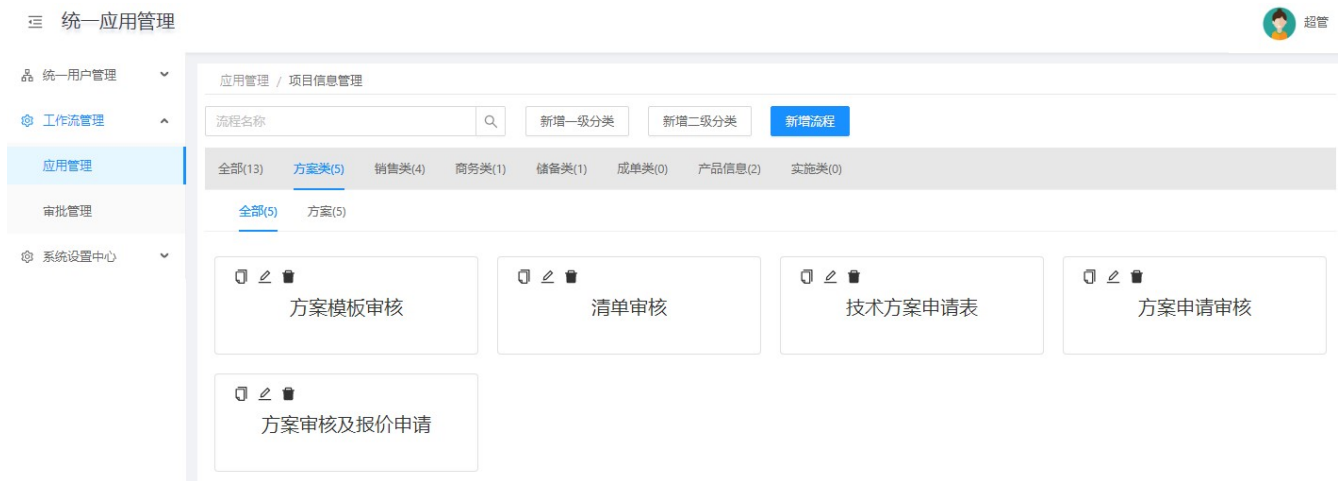 统一应用管理
超管
统一用户管理
工作流管理
应用管理
审批管理
系统设置中心
应用管理 / 项目信息管理
流程名称 新增一级分类 新增二级分类 新增流程
全部(13) 方案类(5) 销售类(4) 商务类(1) 储备类(1) 成单类(0) 产品信息(2) 实施类(0)
全部(5) 方案(5)
方案模板审核 清单审核 技术方案申请表 方案申请审核
方案审核及报价申请